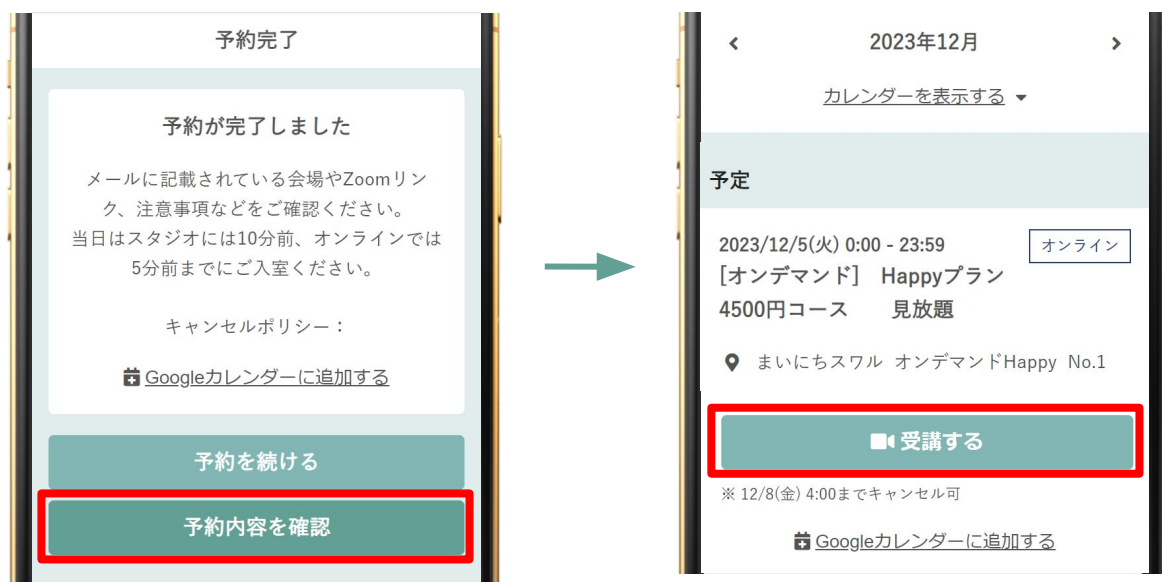 予約完了
予約が完了しました
メールに記載されている会場やZoomリン
ク、注意事項などをご確認ください。
当日はスタジオには10分前、オンラインでは
5分前までにご入室ください。
キャンセルポリシー：
Googleカレンダーに追加する
予約を続ける
予約内容を確認
2023年12月
カレンダーを表示する
予定
2023/12/5(火) 0:00 - 23:59
オンライン
[オンデマンド]　Happyプラン
4500円コース　　見放題
まいにちスワル オンデマンドHappy No.1
受講する
※ 12/8(金) 4:00までキャンセル可
Googleカレンダーに追加する